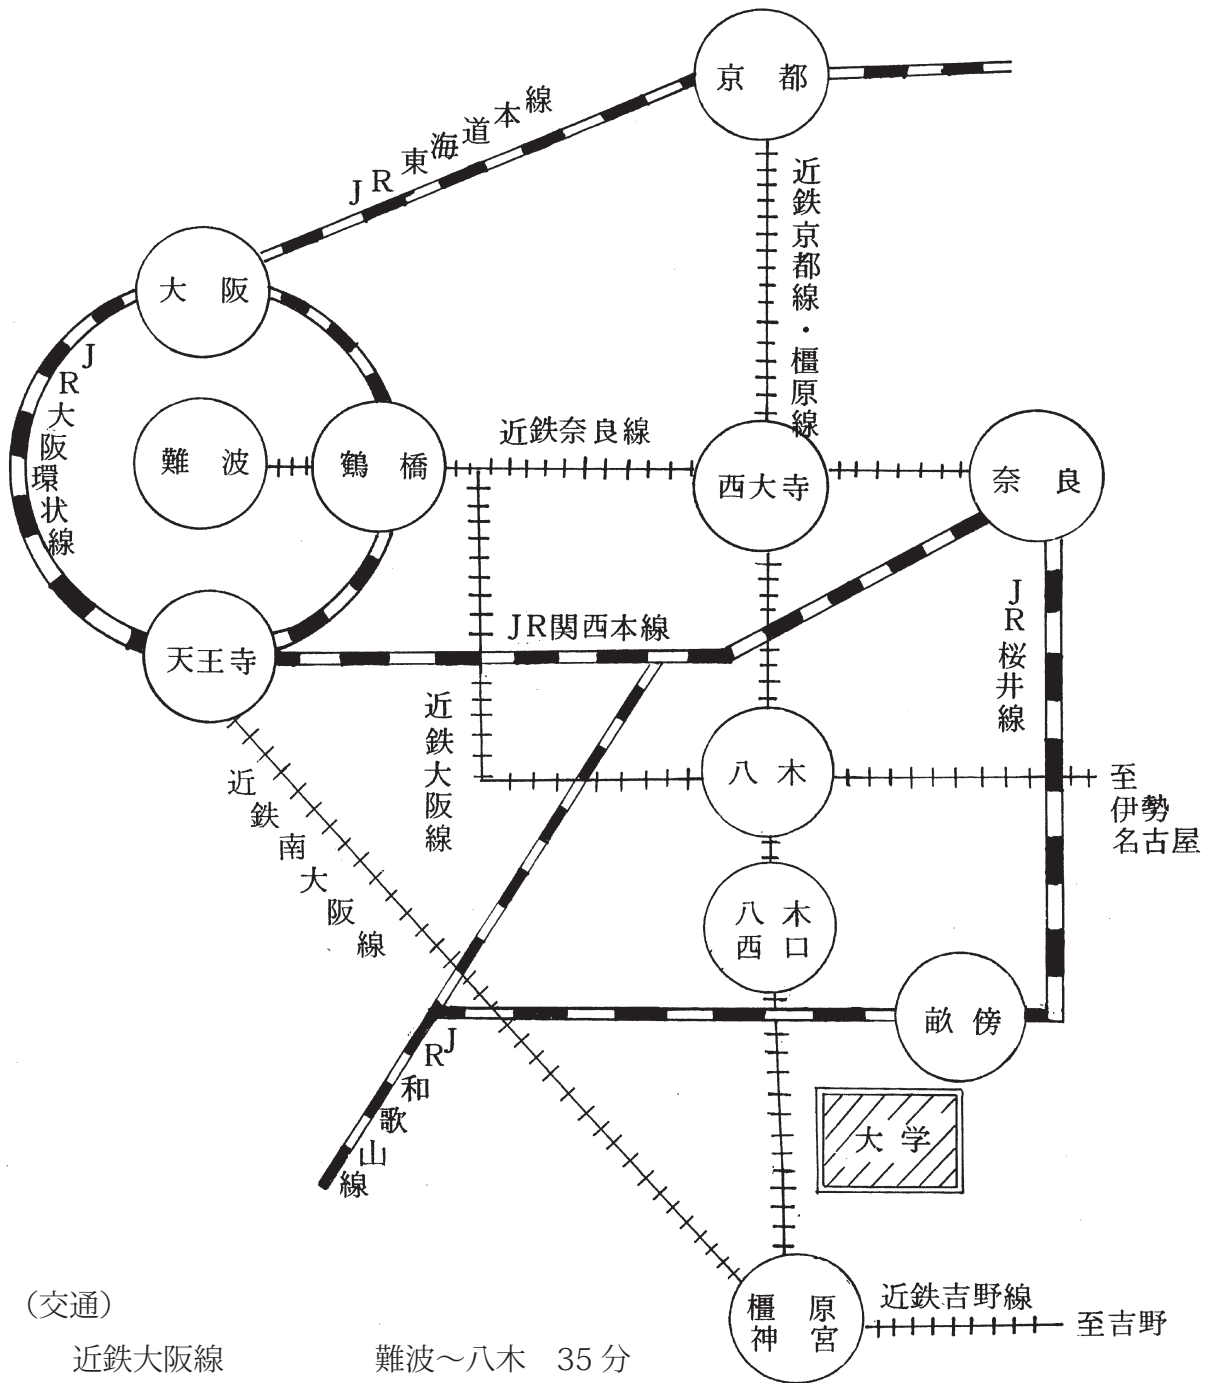 京都
JR東海道本線
近鉄京都線・橿原線
大阪
JR大阪環状線
難波
鶴橋
近鉄奈良線
西大寺
奈良
天王寺
JR関西本線
JR桜井線
近鉄大阪線
八木
至
伊勢
名古屋
近鉄南大阪線
八木
西口
畝傍
JR和歌山線
大学
橿原
神宮
近鉄吉野線
至吉野
（交通）
近鉄大阪線 難波～八木 35分